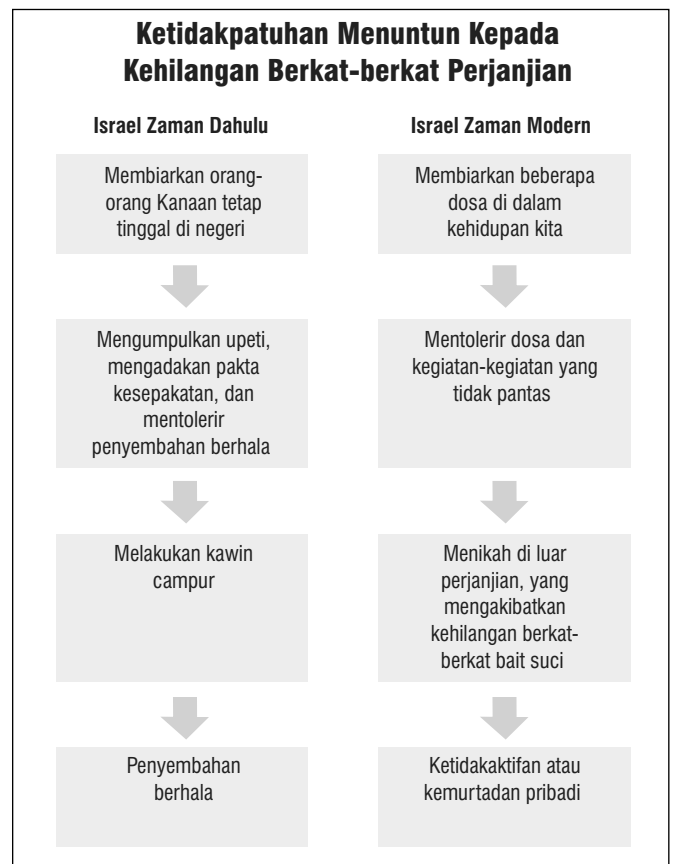 Ketidakpatuhan Menuntun Kepada
Kehilangan Berkat-berkat Perjanjian
Israel Zaman Dahulu
Membiarkan orang-
orang Kanaan tetap
tinggal di negeri
Mengumpulkan upeti,
mengadakan pakta
kesepakatan, dan
mentolerir
penyembahan berhala
Melakukan kawin
campur
Penyembahan
berhala
Israel Zaman Modern
Membiarkan beberapa
dosa di dalam
kehidupan kita
Mentolerir dosa dan
kegiatan-kegiatan yang
tidak pantas
Menikah di luar
perjanjian, yang
mengakibatkan
kehilangan berkat-
berkat bait suci
Ketidakaktifan atau
kemurtadan pribadi